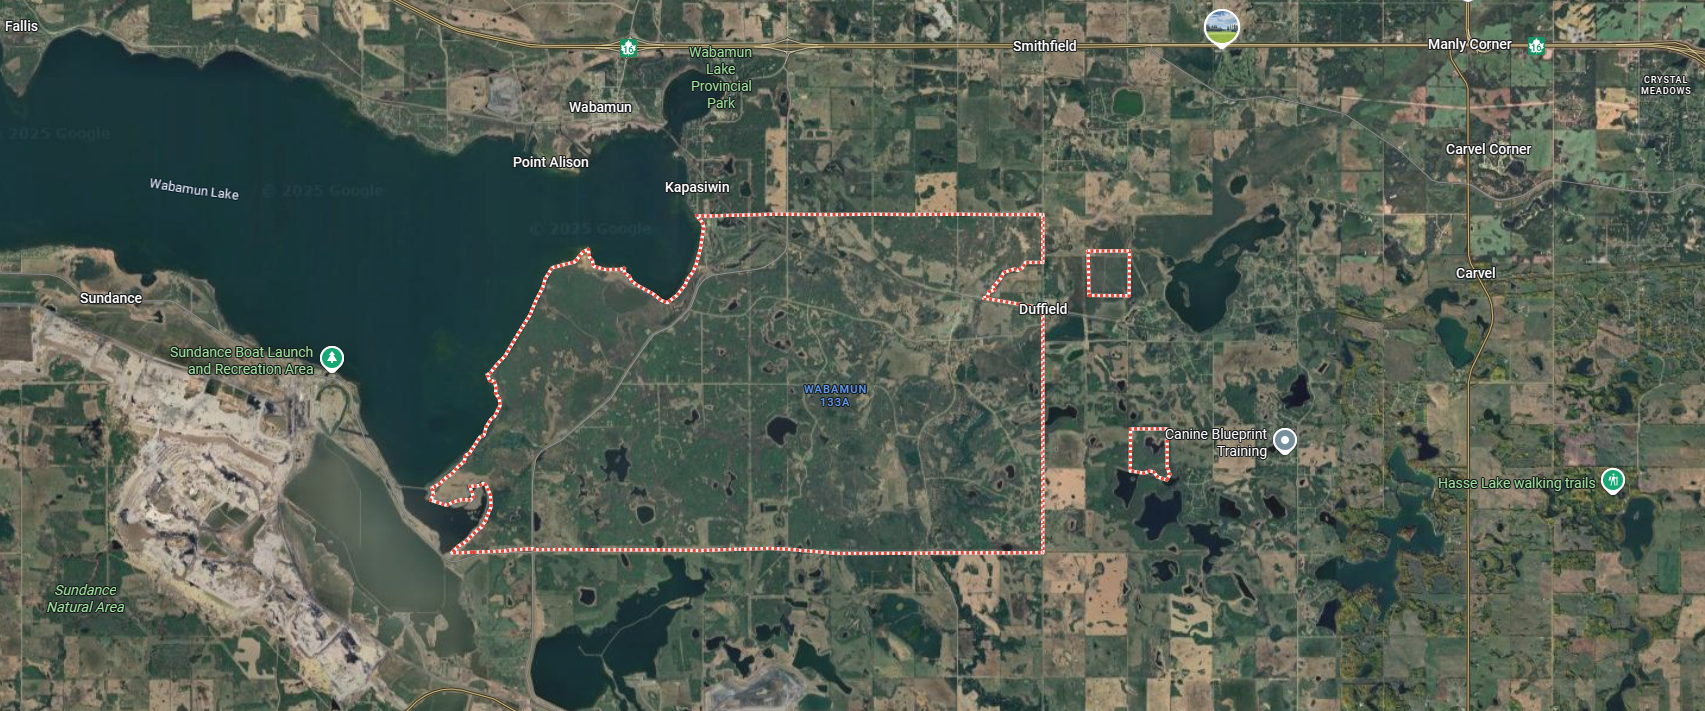 Fallis
16
Smithfield
Manly Corner
16
Wabamun
Lake
Provincial
Park
CRYSTAL
MEADOWS
Wabamun
2025 Google
Carvel Corner
Point Alison
Kapasiwin
Wabamun Lake
© 2025 Google
© 2025 Google
Carvel
Sundance
Duffield
Sundance Boat Launch
and Recreation Area
WABAMUN
133A
Canine Blueprint
Training
Hasse Lake walking trails
Sundance
Natural Area